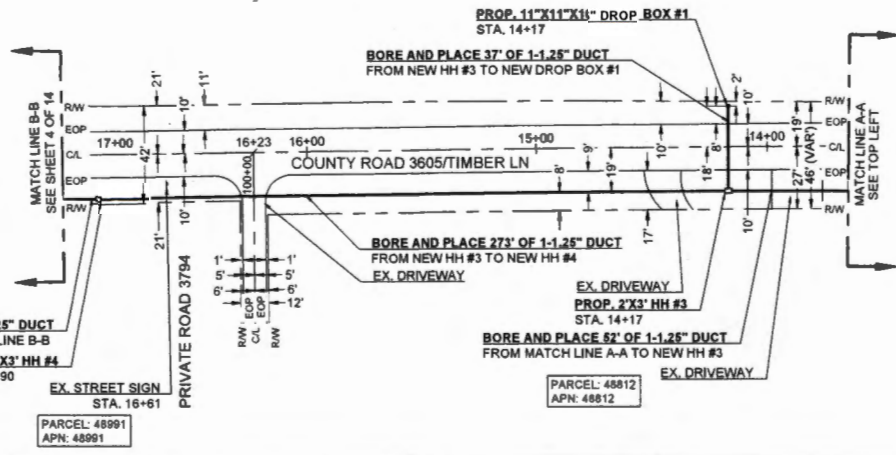 PROP. 11"X11"X11" DROP BOX #1
STA. 14+17
BORE AND PLACE 37' OF 1-1.25" DUCT
FROM NEW HH #3 TO NEW DROP BOX #1
MATCH LINE B-B
SEE SHEET 4 OF 14
R/W
EOP
C/L
EOP
R/W
21'
10'
11'
42'
17+00
16+23
16+00
15+00
14+00
100+00
COUNTY ROAD 3605/TIMBER LN
9'
8'
19'
10'
8'
18'
2'
10'
19'
46' (VAR')
27'
R/W
EOP
C/L
EOP
R/W
MATCH LINE A-A
SEE TOP LEFT
21'
10'
17'
10'
BORE AND PLACE 273' OF 1-1.25" DUCT
FROM NEW HH #3 TO NEW HH #4
EX. DRIVEWAY
1'
1'
5'
5'
6'
6'
12'
R/W
EOP
C/L
EOP
R/W
PRIVATE ROAD 3794
EX. DRIVEWAY
PROP. 2'X3' HH #3
STA. 14+17
BORE AND PLACE 52' OF 1-1.25" DUCT
FROM MATCH LINE A-A TO NEW HH #3
EX. DRIVEWAY
5" DUCT
LINE B-B
X3' HH #4
90
EX. STREET SIGN
STA. 16+61
PARCEL: 48991
APN: 48991
PARCEL: 48812
APN: 48812